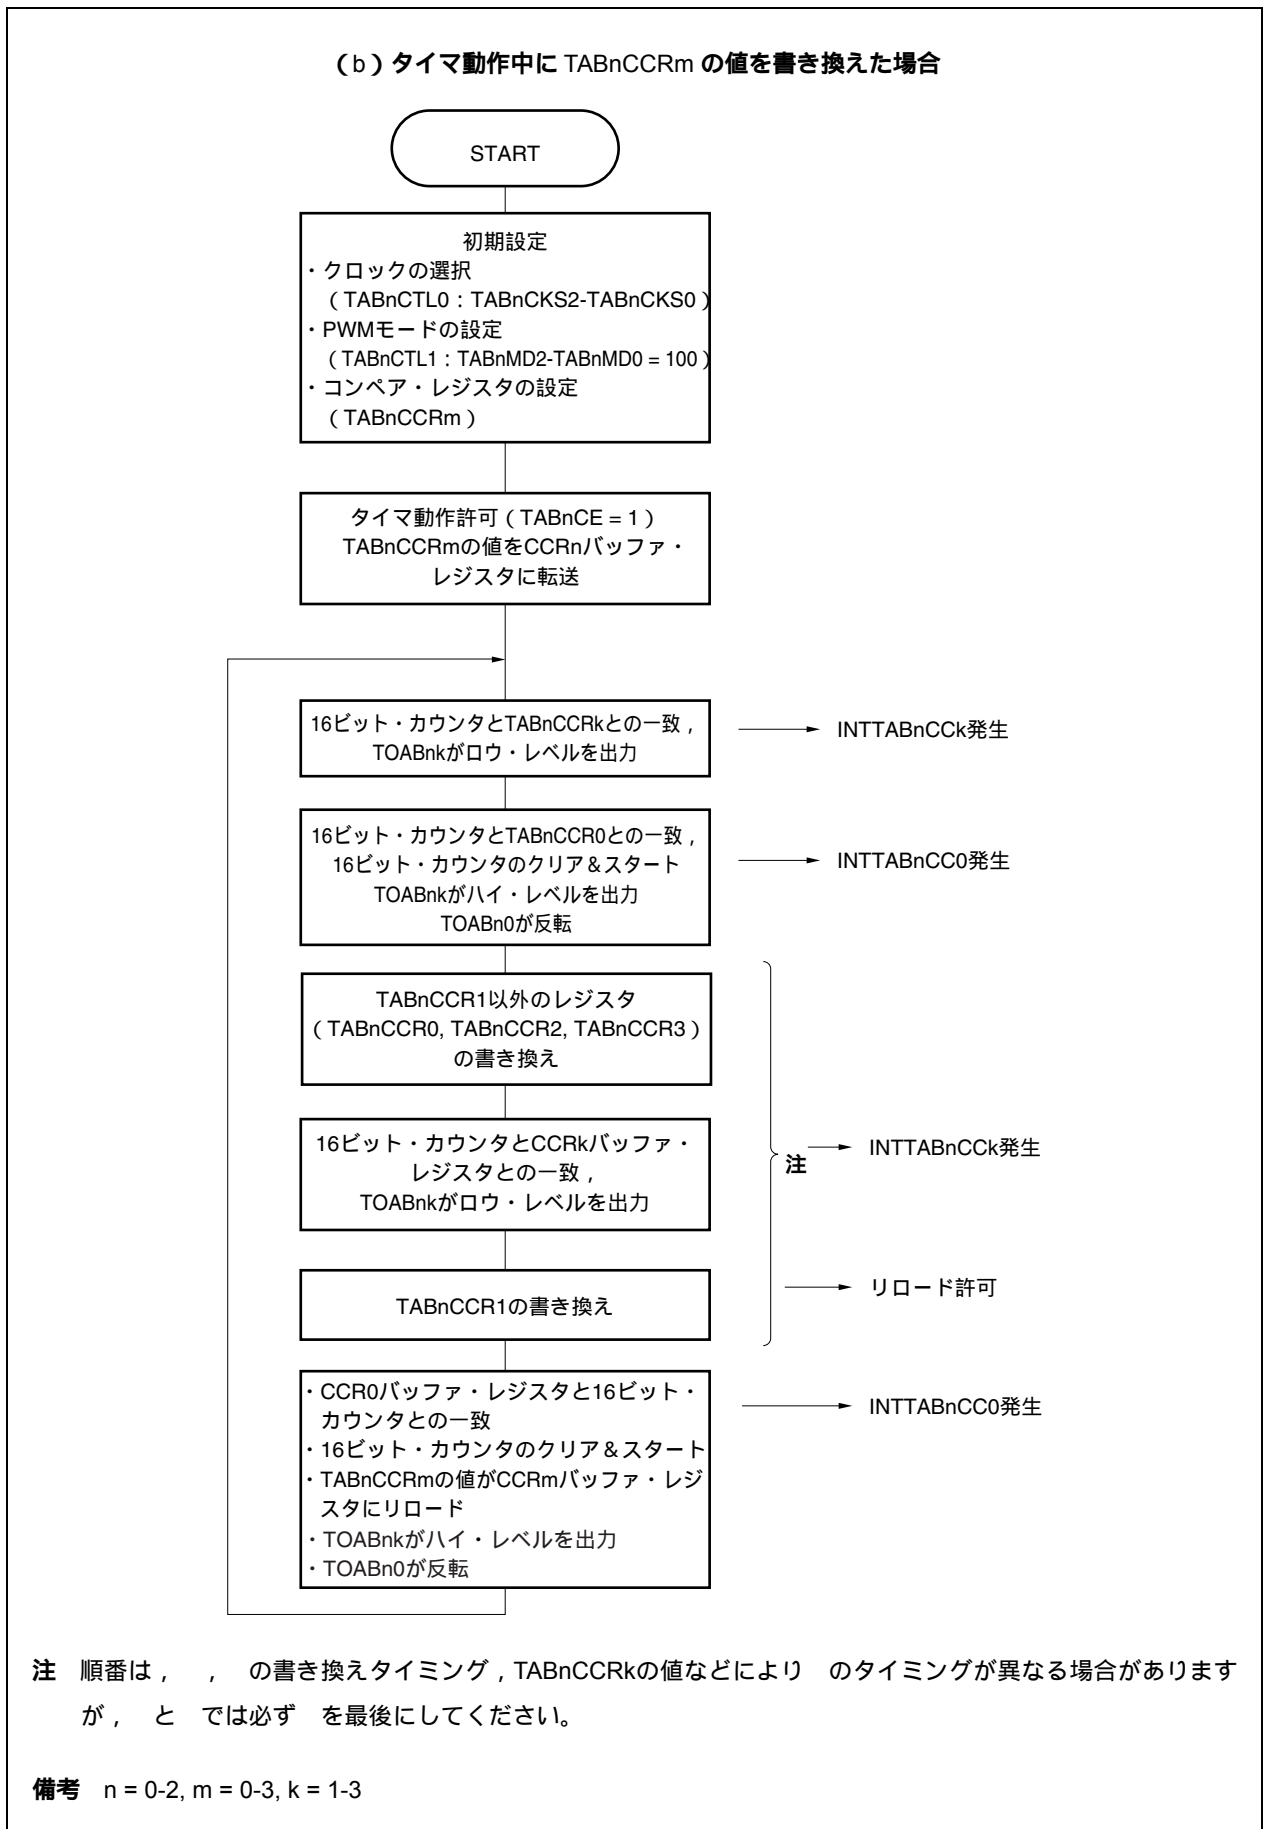 （b）タイマ動作中に TABnCCRm の値を書き換えた場合
START
初期設定
・クロックの選択
（TABnCTL0：TABnCKS2-TABnCKS0）
・PWMモードの設定
（TABnCTL1：TABnMD2-TABnMD0 = 100）
・コンペア・レジスタの設定
（TABnCCRm）
タイマ動作許可（TABnCE = 1）
TABnCCRmの値をCCRnバッファ・
レジスタに転送
16ビット・カウンタとTABnCCRkとの一致，
TOABnkがロウ・レベルを出力
INTTABnCCk発生
16ビット・カウンタとTABnCCR0との一致，
16ビット・カウンタのクリア＆スタート
TOABnkがハイ・レベルを出力
TOABn0が反転
INTTABnCC0発生
TABnCCR1以外のレジスタ
（TABnCCR0, TABnCCR2, TABnCCR3）
の書き換え
16ビット・カウンタとCCRkバッファ・
レジスタとの一致，
TOABnkがロウ・レベルを出力
注
INTTABnCCk発生
TABnCCR1の書き換え
リロード許可
・CCR0バッファ・レジスタと16ビット・
カウンタとの一致
・16ビット・カウンタのクリア＆スタート
・TABnCCRmの値がCCRmバッファ・レジ
スタにリロード
・TOABnkがハイ・レベルを出力
・TOABn0が反転
INTTABnCC0発生
注　順番は，　，　の書き換えタイミング，TABnCCRkの値などにより　のタイミングが異なる場合があります
が，　と　では必ず　を最後にしてください。
備考　n = 0-2, m = 0-3, k = 1-3